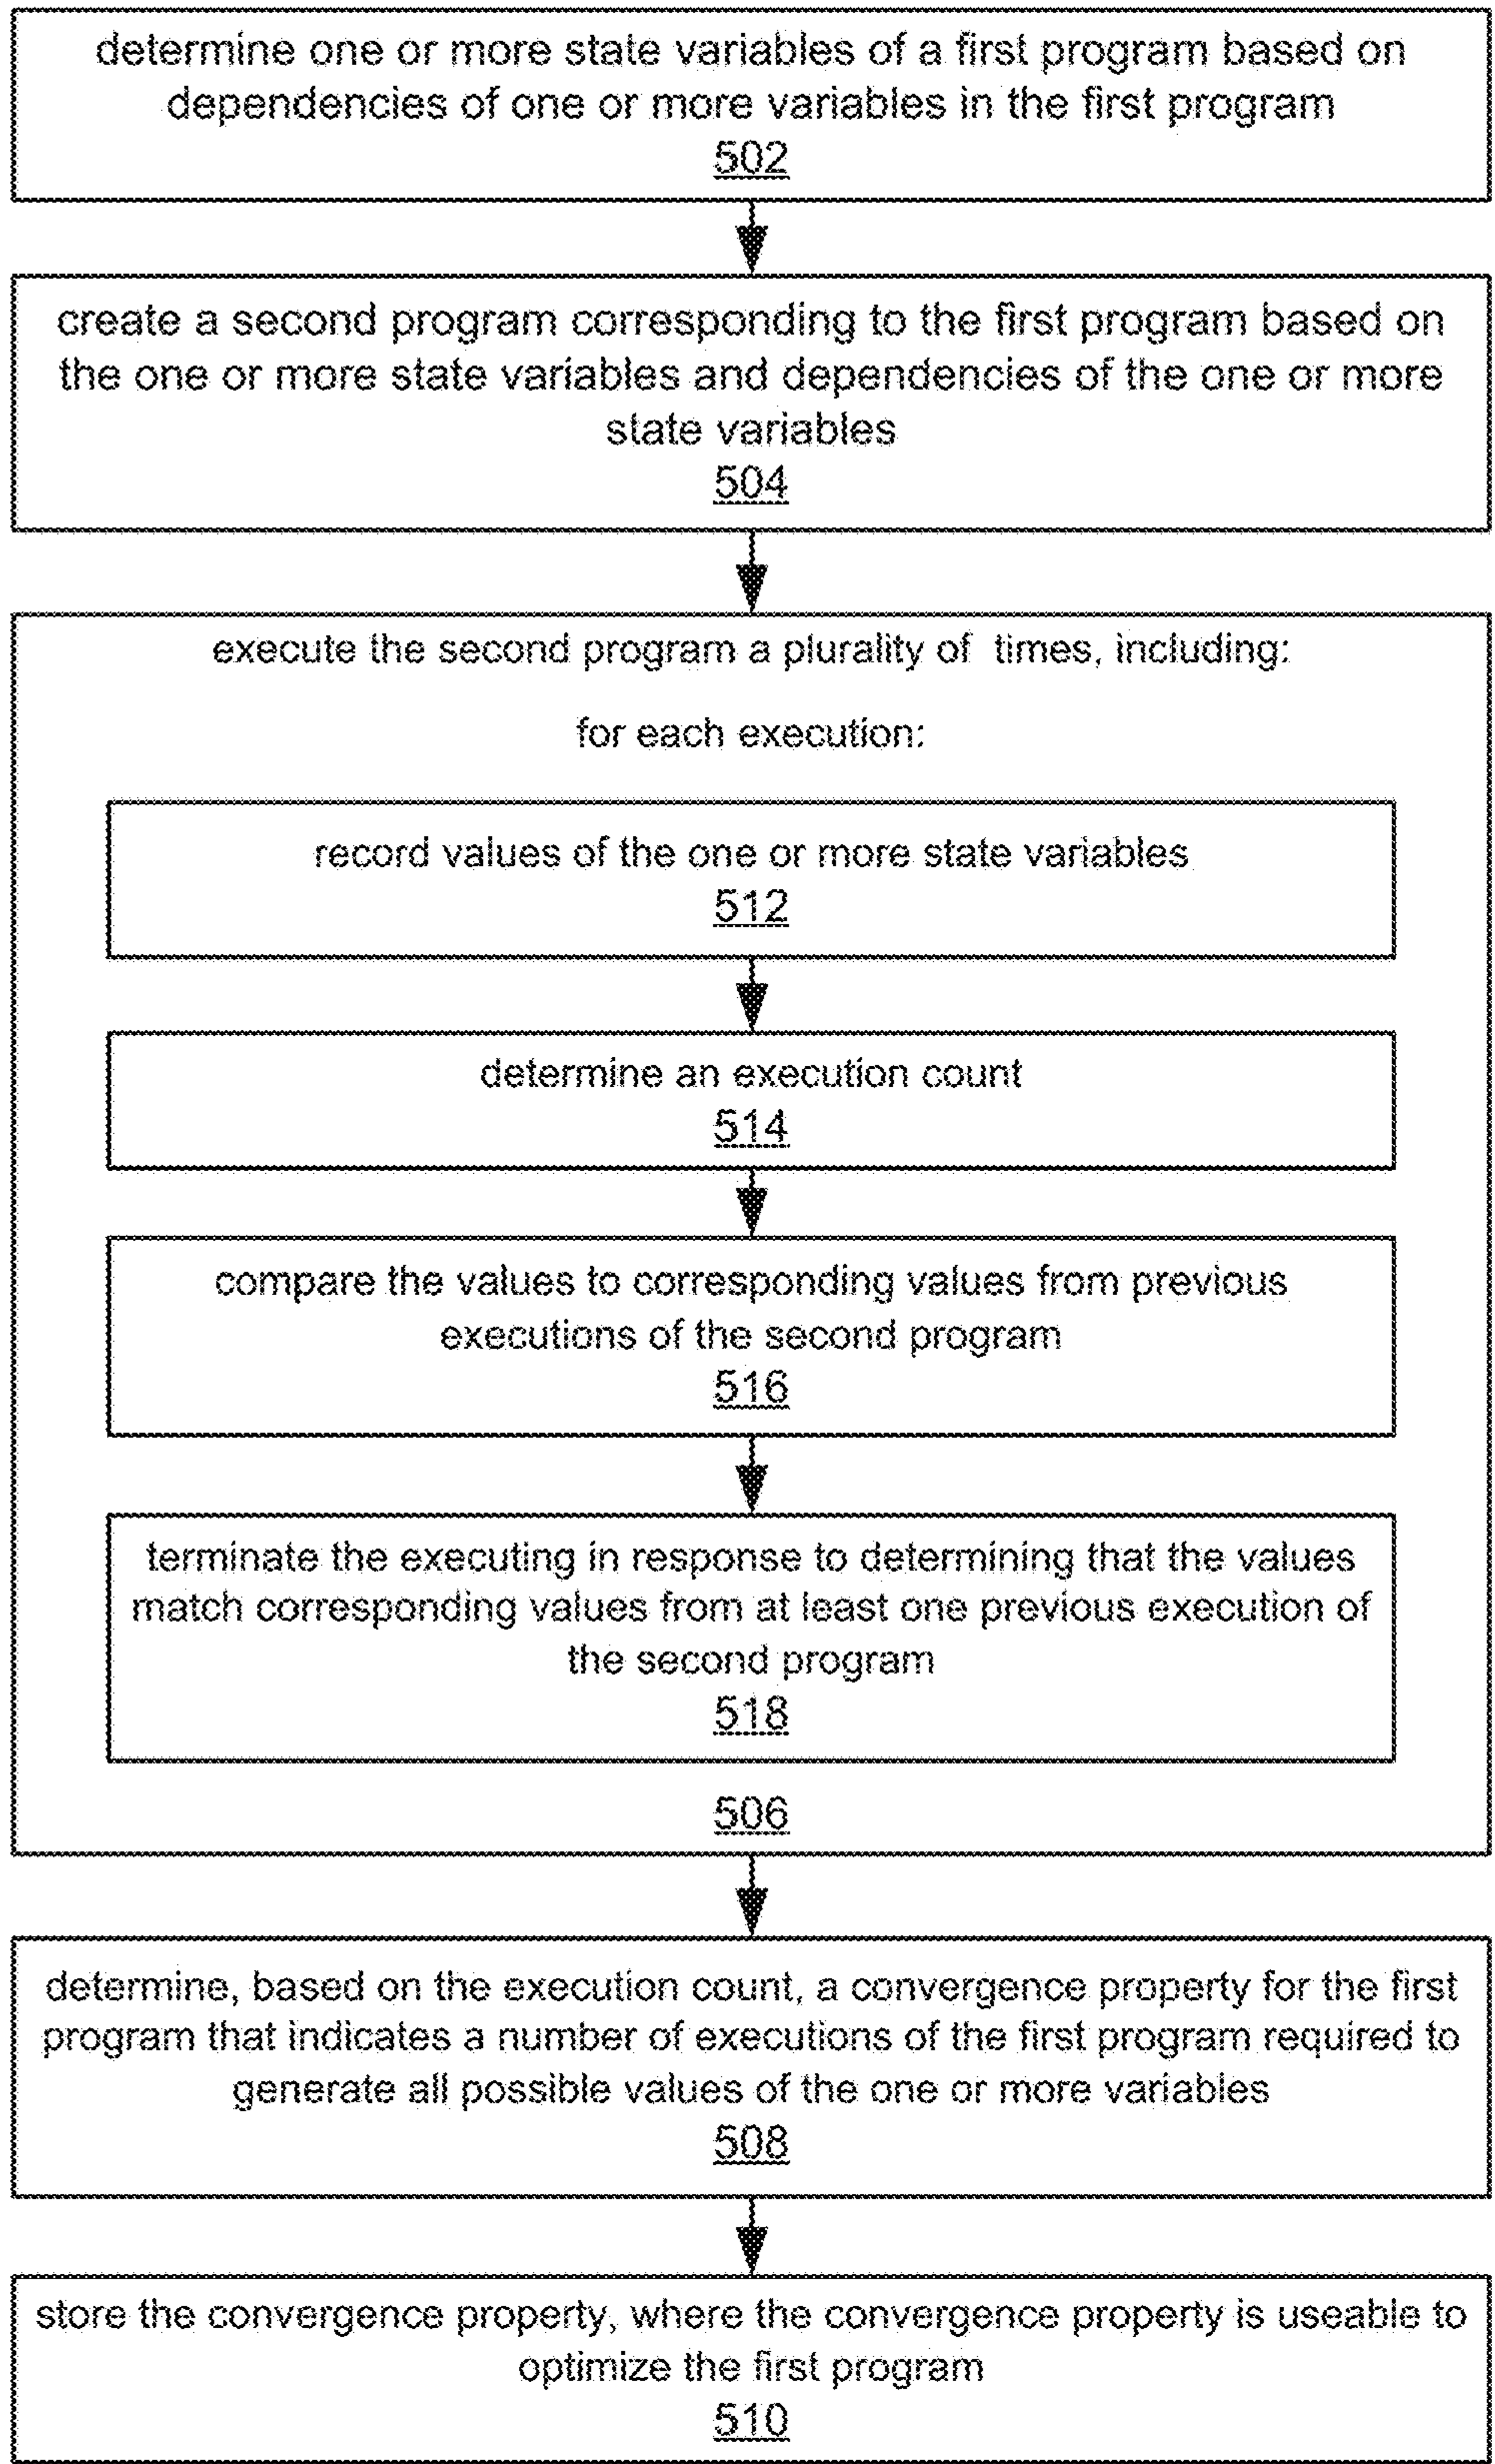 determine one or more state variables of a first program based on
dependencies of one or more variables in the first program
502
create a second program corresponding to the first program based on
the one or more state variables and dependencies of the one or more
state variables
504
execute the second program a plurality of times, including:
for each execution:
record values of the one or more state variables
512
determine an execution count
514
compare the values to corresponding values from previous
executions of the second program
516
terminate the executing in response to determining that the values
match corresponding values from at least one previous execution of
the second program
518
506
determine, based on the execution count, a convergence property for the first
program that indicates a number of executions of the first program required to
generate all possible values of the one or more variables
508
store the convergence property, where the convergence property is useable to
optimize the first program
510